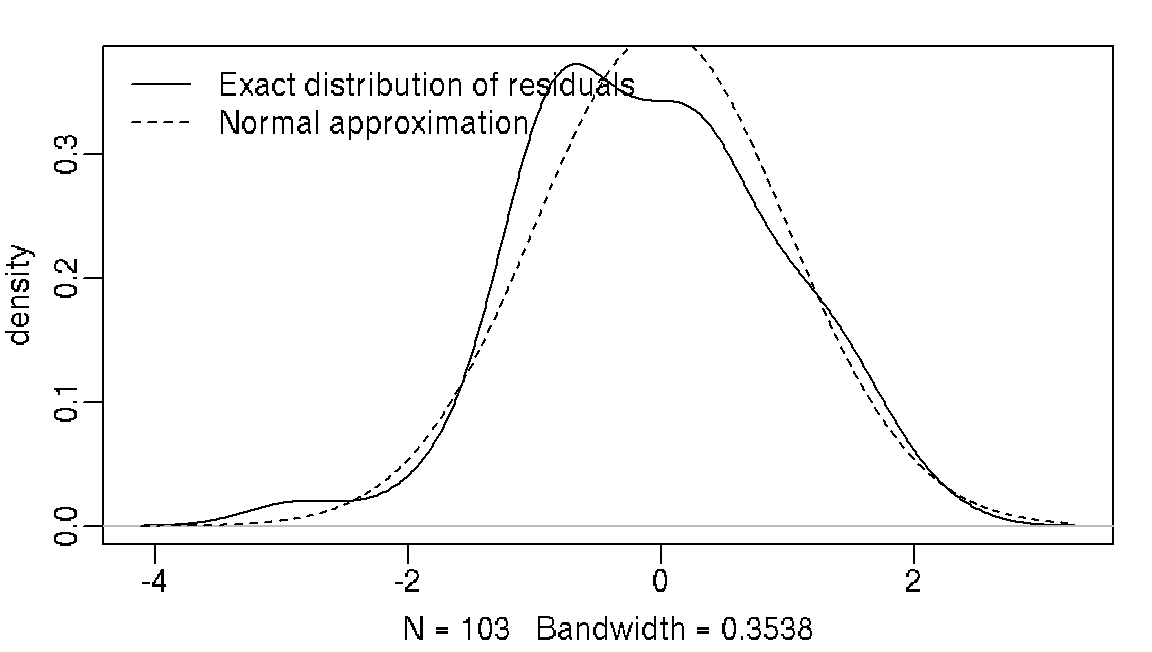 Exact distribution of residuals
Normal approximation
density
0.3
0.2
0.1
0.0
-4
-2
0
2
N = 103 Bandwidth = 0.3538